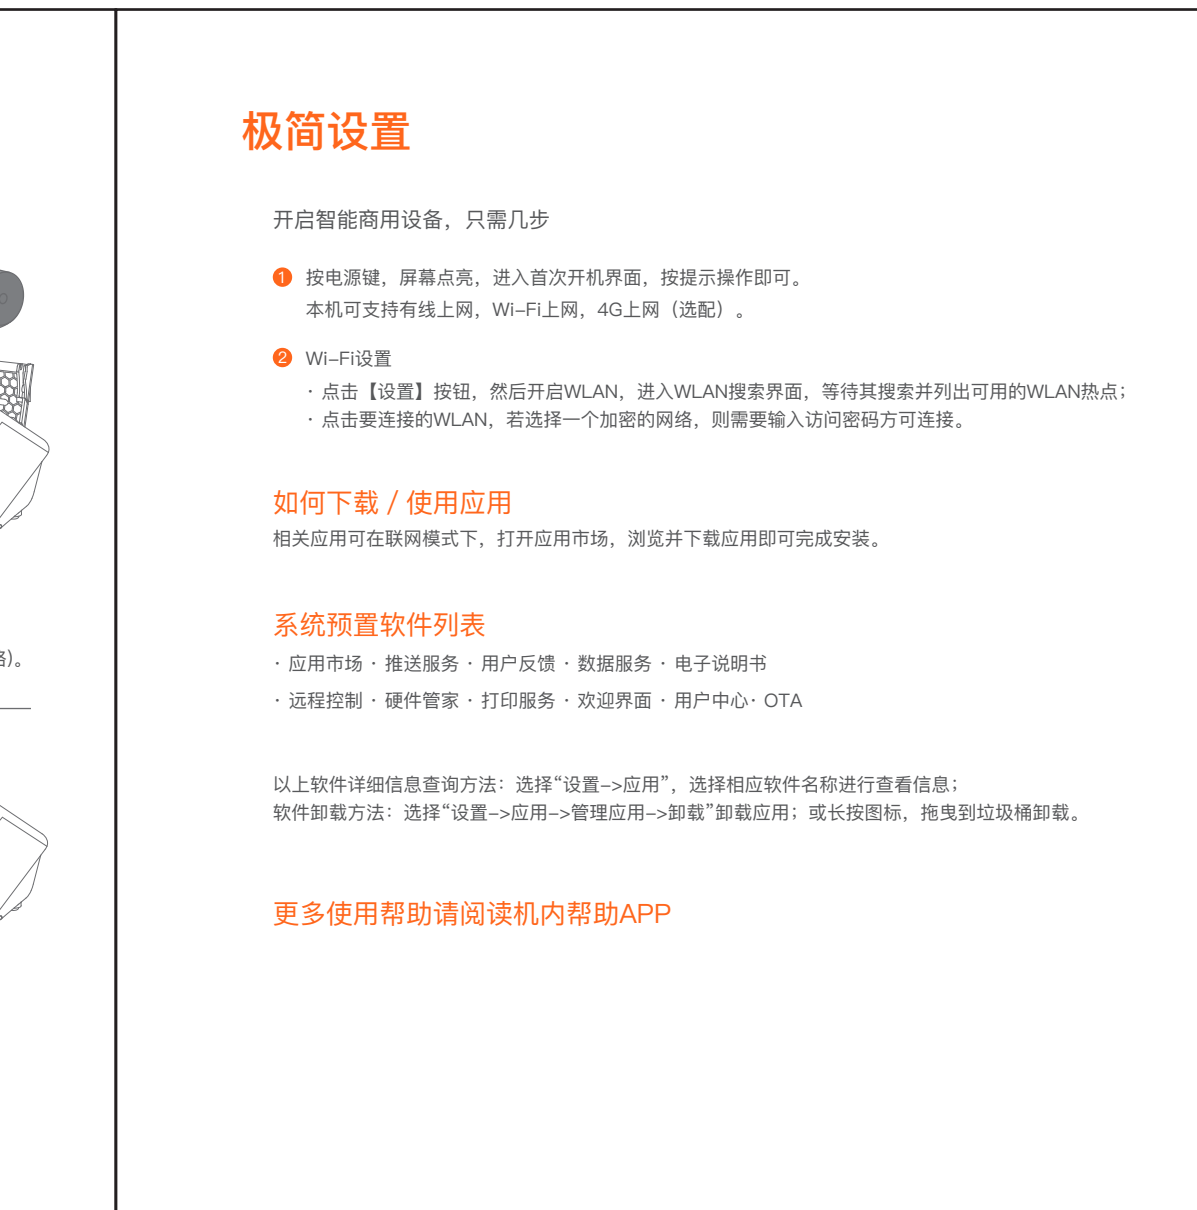 极简设置
开启智能商用设备，只需几步
1 按电源键，屏幕点亮，进入首次开机界面，按提示操作即可。
本机可支持有线上网，Wi-Fi上网，4G上网（选配）。
2 Wi-Fi设置
· 点击【设置】按钮，然后开启WLAN，进入WLAN搜索界面，等待其搜索并列出可用的WLAN热点；
· 点击要连接的WLAN，若选择一个加密的网络，则需要输入访问密码方可连接。
如何下载 / 使用应用
相关应用可在联网模式下，打开应用市场，浏览并下载应用即可完成安装。
系统预置软件列表
· 应用市场 · 推送服务 · 用户反馈 · 数据服务 · 电子说明书
· 远程控制 · 硬件管家 · 打印服务 · 欢迎界面 · 用户中心· OTA
以上软件详细信息查询方法：选择“设置->应用”，选择相应软件名称进行查看信息；
软件卸载方法：选择“设置->应用->管理应用->卸载”卸载应用；或长按图标，拖曳到垃圾桶卸载。
更多使用帮助请阅读机内帮助APP
)。